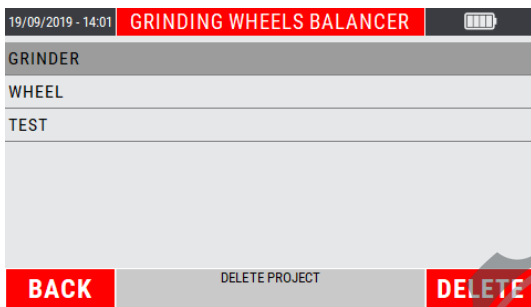 19/09/2019 - 14:01 GRINDING WHEELS BALANCER
GRINDER
WHEEL
TEST
BACK DELETE PROJECT DELETE